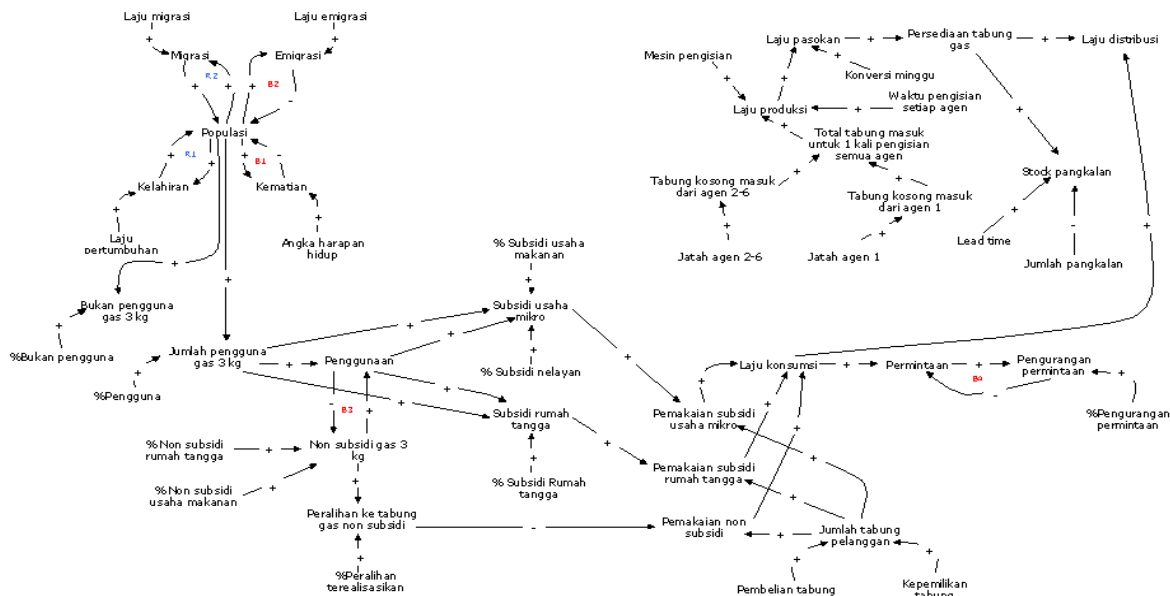 Laju migrasi
Laju emigrasi
Migrasi
Emigrasi
+
+
R2
B2
+
+
+
-
Populasi
R1
B1
+
+
+
-
Kelahiran
Kematian
+
+
Laju
pertumbuhan
Angka harapan
hidup
+
+
Bukan pengguna
gas 3 kg
+
%Bukan pengguna
Jumlah pengguna
gas 3 kg
+
%Pengguna
+
Penggunaan
+
+
+
+
-
B3
+
% Subsidi usaha
makanan
+
Subsidi usaha
mikro
+
% Subsidi nelayan
Subsidi rumah
tangga
+
% Subsidi Rumah
tangga
% Non subsidi
rumah tangga
+
Non subsidi gas 3
kg
% Non subsidi
usaha makanan
+
+
Peralihan ke tabung
gas non subsidi
+
%Peralihan
terealisasikan
-
Mesin pengisian
+
Laju pasokan
+
Persediaan tabung
gas
+
Laju distribusi
+
+
Konversi minggu
Laju produksi
+
Waktu pengisian
setiap agen
+
Total tabung masuk
untuk 1 kali pengisian
semua agen
+
+
Tabung kosong masuk
dari agen 2-6
Tabung kosong masuk
dari agen 1
+
+
Jatah agen 2-6
Jatah agen 1
+
Stock pangkalan
+
-
Lead time
Jumlah pangkalan
+
Laju konsumsi
+
Permintaan
+
Pengurangan
permintaan
B4
-
+
%Pengurangan
permintaan
+
+
Pemakaian subsidi
usaha mikro
+
+
+
+
Pemakaian subsidi
rumah tangga
+
+
Pemakaian non
subsidi
+
Jumlah tabung
pelanggan
+
+
Pembelian tabung
Kepemilikan
tabung